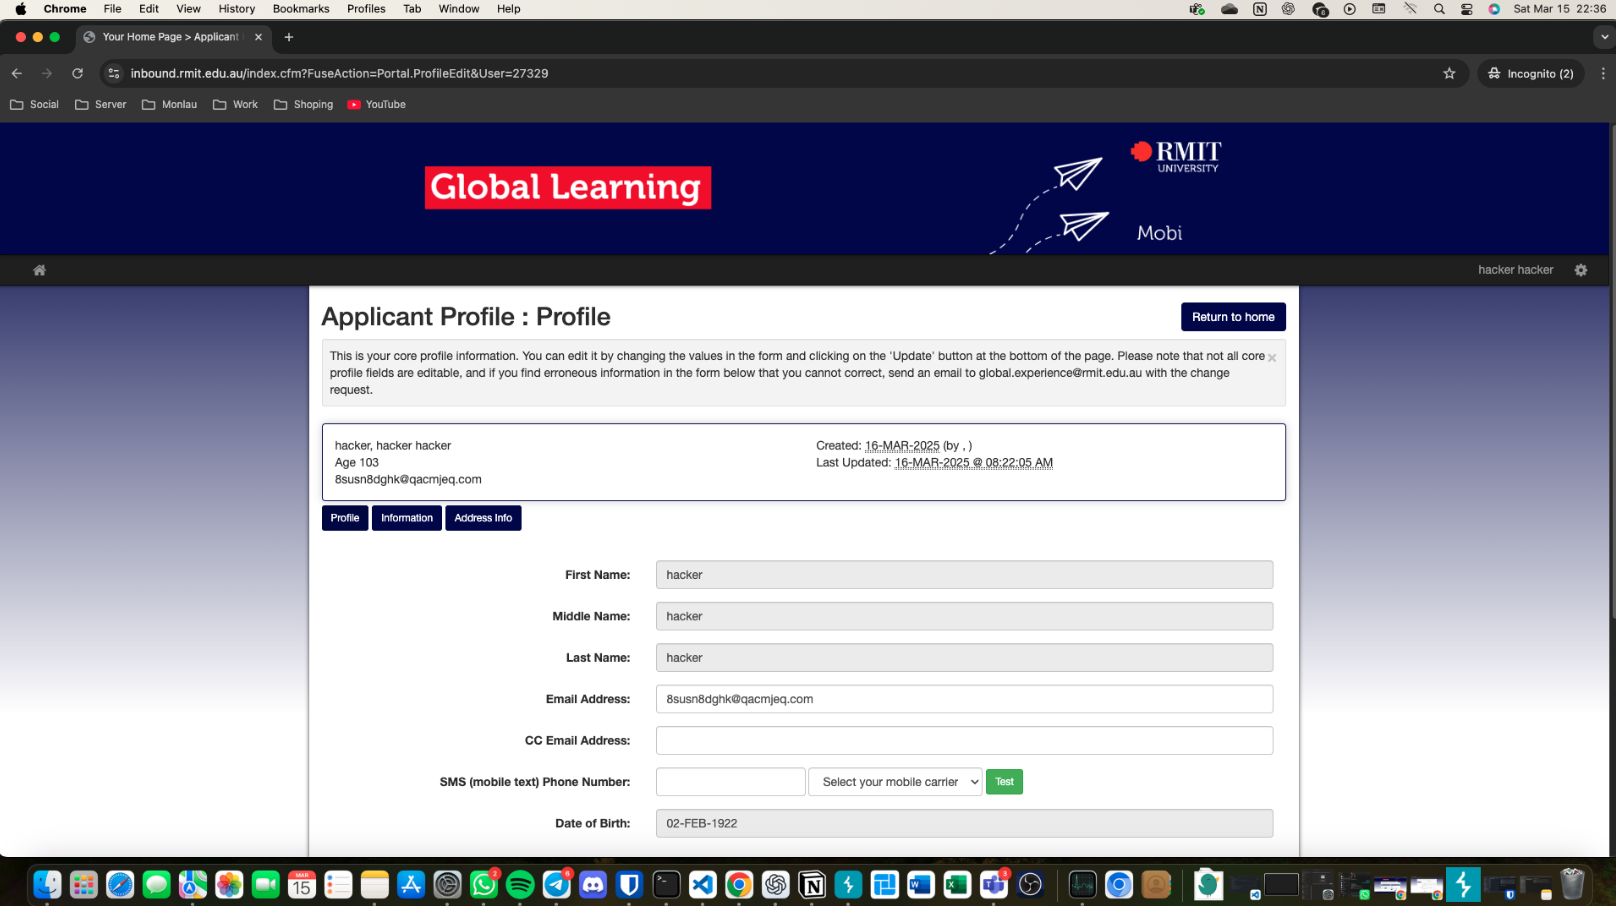 Chrome File Edit View History Bookmarks Profiles Tab Window Help Sat Mar 15 22:36
Your Home Page > Applicant
inbound.rmit.edu.au/index.cfm?FuseAction=Portal.ProfileEdit&User=27329 Incognito (2)
Social Server Monlau Work Shoping YouTube
Global Learning
RMIT
UNIVERSITY
Mobi
hacker hacker
Applicant Profile : Profile
Return to home
This is your core profile information. You can edit it by changing the values in the form and clicking on the 'Update' button at the bottom of the page. Please note that not all core
profile fields are editable, and if you find erroneous information in the form below that you cannot correct, send an email to global.experience@rmit.edu.au with the change
request.
hacker, hacker hacker
Age 103
8susn8dghk@qacmjeq.com
Created: 16-MAR-2025 (by , )
Last Updated: 16-MAR-2025 @ 08:22:05 AM
Profile Information Address Info
First Name: hacker
Middle Name: hacker
Last Name: hacker
Email Address: 8susn8dghk@qacmjeq.com
CC Email Address:
SMS (mobile text) Phone Number: Select your mobile carrier Test
Date of Birth: 02-FEB-1922
MAR
15
2
6
3